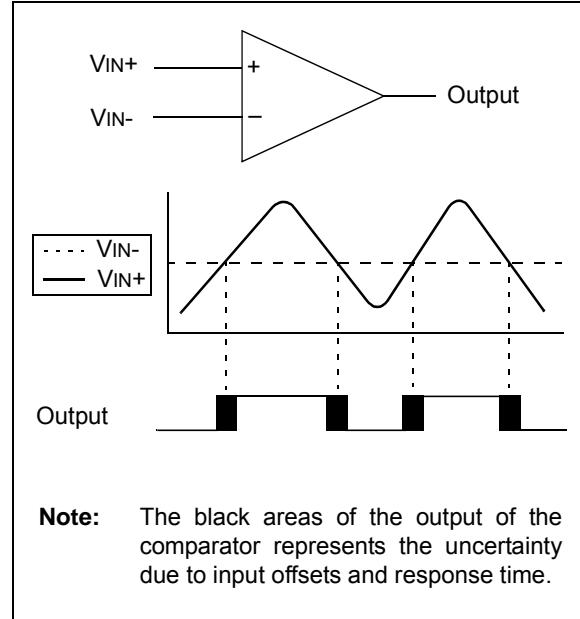 VIN+
+
Output
VIN-
–
VIN-
VIN+
Output
Note: The black areas of the output of the
comparator represents the uncertainty
due to input offsets and response time.